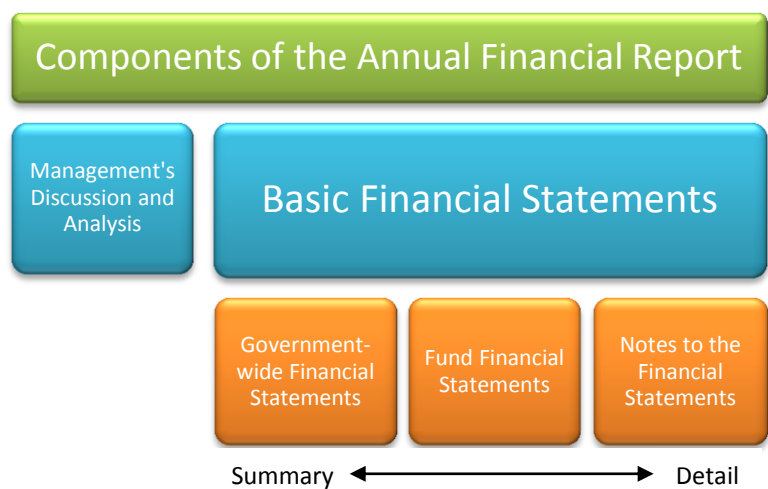 Components of the Annual Financial Report
Management's
Discussion and
Analysis
Basic Financial Statements
Government-
wide Financial
Statements
Fund Financial
Statements
Notes to the
Financial
Statements
Summary
Detail